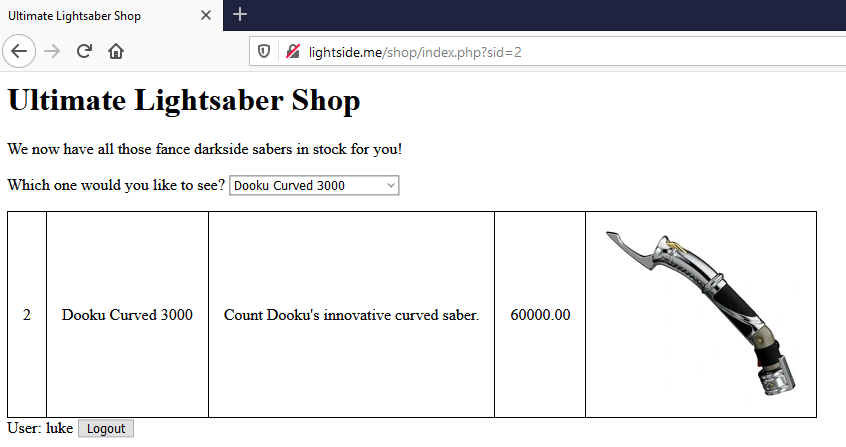 Ultimate Lightsaber Shop
lightside.me/shop/index.php?sid=2
Ultimate Lightsaber Shop
We now have all those fance darkside sabers in stock for you!
Which one would you like to see? Dooku Curved 3000
2 Dooku Curved 3000 Count Dooku's innovative curved saber. 60000.00
User: luke Logout